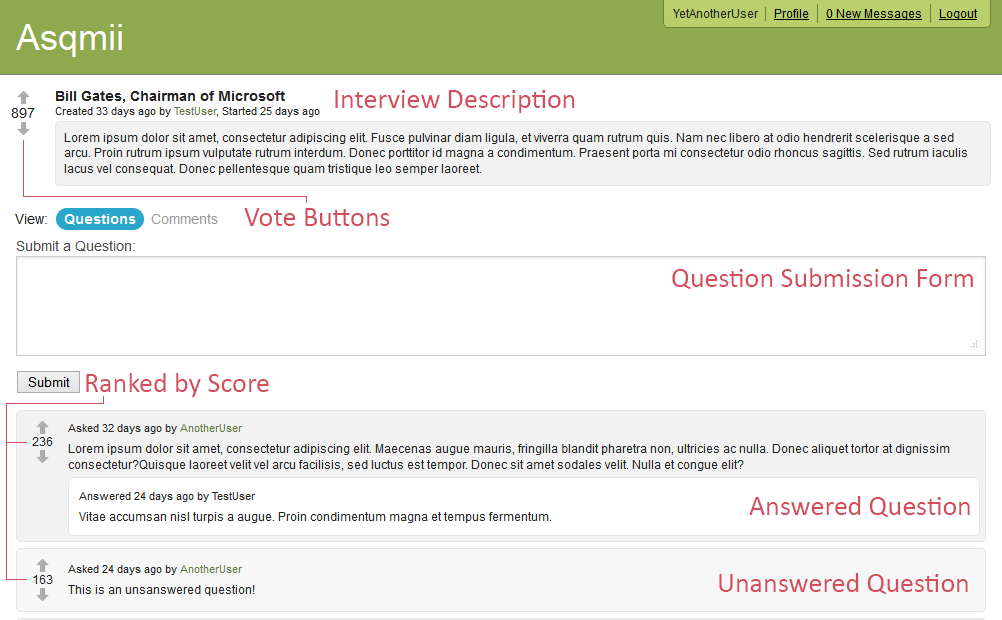 YetAnotherUser Profile 0 New Messages Logout
Asqmii
897
Bill Gates, Chairman of Microsoft
Created 33 days ago by TestUser, Started 25 days ago
Interview Description
Lorem ipsum dolor sit amet, consectetur adipiscing elit. Fusce pulvinar diam ligula, et viverra quam rutrum quis. Nam nec libero at odio hendrerit scelerisque a sed
arcu. Proin rutrum ipsum vulputate rutrum interdum. Donec porttitor id magna a condimentum. Praesent porta mi consectetur odio rhoncus sagittis. Sed rutrum iaculis
lacus vel consequat. Donec pellentesque quam tristique leo semper laoreet.
View: Questions Comments
Vote Buttons
Submit a Question:
Question Submission Form
Submit
Ranked by Score
236
Asked 32 days ago by AnotherUser
Lorem ipsum dolor sit amet, consectetur adipiscing elit. Maecenas augue mauris, fringilla blandit pharetra non, ultricies ac nulla. Donec aliquet tortor at dignissim
consectetur?Quisque laoreet velit vel arcu facilisis, sed luctus est tempor. Donec sit amet sodales velit. Nulla et congue elit?
Answered 24 days ago by TestUser
Vitae accumsan nisl turpis a augue. Proin condimentum magna et tempus fermentum.
Answered Question
163
Asked 24 days ago by AnotherUser
This is an unsanswered question!
Unanswered Question